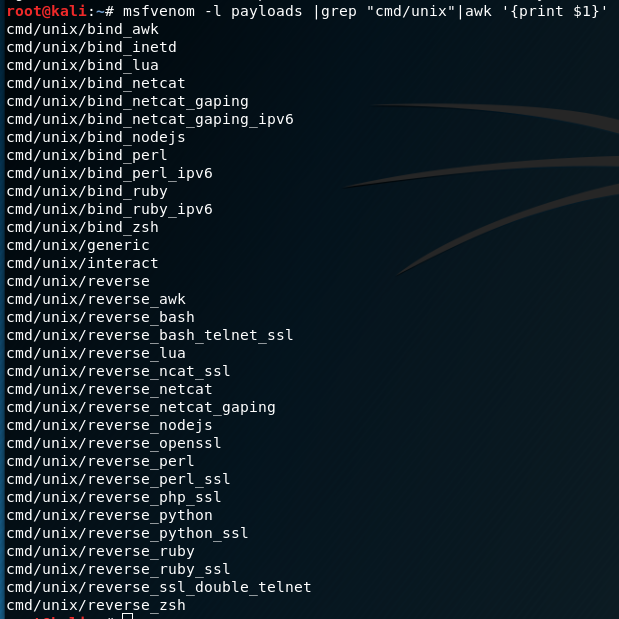 root@kali:~# msfvenom -l payloads |grep "cmd/unix"|awk '{print $1}'
cmd/unix/bind_awk
cmd/unix/bind_inetd
cmd/unix/bind_lua
cmd/unix/bind_netcat
cmd/unix/bind_netcat_gaping
cmd/unix/bind_netcat_gaping_ipv6
cmd/unix/bind_nodejs
cmd/unix/bind_perl
cmd/unix/bind_perl_ipv6
cmd/unix/bind_ruby
cmd/unix/bind_ruby_ipv6
cmd/unix/bind_zsh
cmd/unix/generic
cmd/unix/interact
cmd/unix/reverse
cmd/unix/reverse_awk
cmd/unix/reverse_bash
cmd/unix/reverse_bash_telnet_ssl
cmd/unix/reverse_lua
cmd/unix/reverse_ncat_ssl
cmd/unix/reverse_netcat
cmd/unix/reverse_netcat_gaping
cmd/unix/reverse_nodejs
cmd/unix/reverse_openssl
cmd/unix/reverse_perl
cmd/unix/reverse_perl_ssl
cmd/unix/reverse_php_ssl
cmd/unix/reverse_python
cmd/unix/reverse_python_ssl
cmd/unix/reverse_ruby
cmd/unix/reverse_ruby_ssl
cmd/unix/reverse_ssl_double_telnet
cmd/unix/reverse_zsh